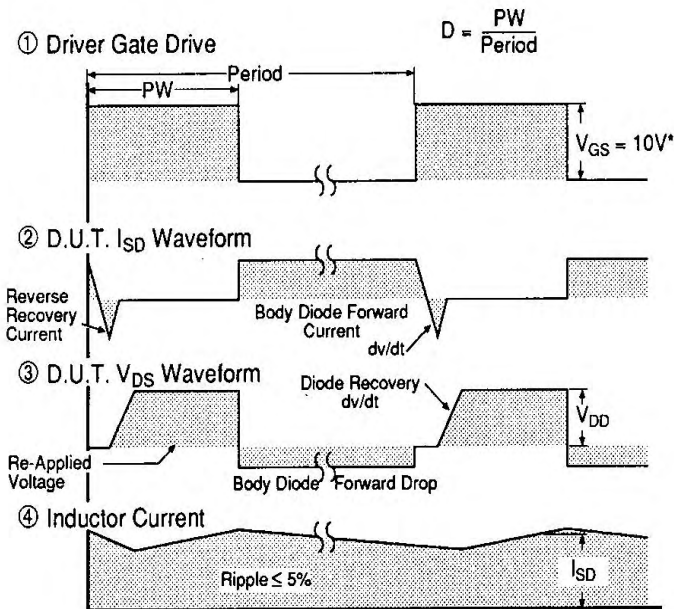 ① Driver Gate Drive
D = PW
Period
Period
PW
V_GS = 10V*
② D.U.T. I_SD Waveform
Reverse
Recovery
Current
Body Diode Forward
Current
dv/dt
③ D.U.T. V_DS Waveform
Diode Recovery
dv/dt
V_DD
Re-Applied
Voltage
Body Diode Forward Drop
④ Inductor Current
Ripple ≤ 5%
I_SD